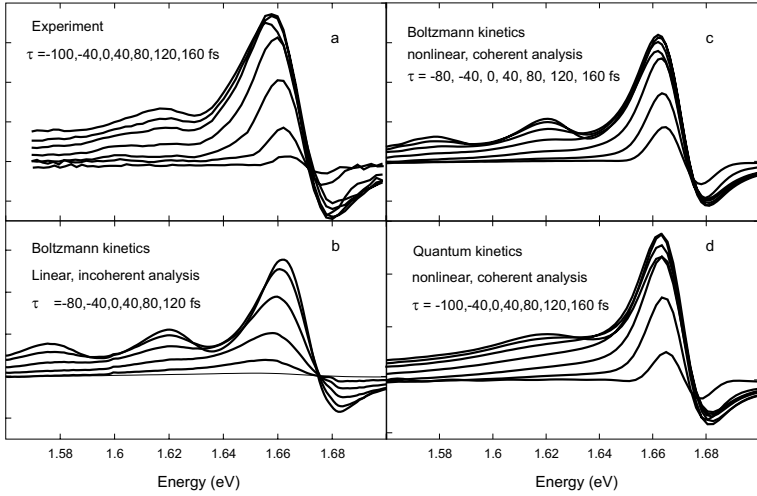 Experiment
a
τ =-100,-40,0,40,80,120,160 fs
Boltzmann kinetics
c
nonlinear, coherent analysis
τ = -80, -40, 0, 40, 80, 120, 160 fs
Boltzmann kinetics
b
Linear, incoherent analysis
τ =-80,-40,0,40,80,120 fs
Quantum kinetics
d
nonlinear, coherent analysis
τ = -100,-40,0,40,80,120,160 fs
1.58 1.6 1.62 1.64 1.66 1.68
Energy (eV)
1.58 1.6 1.62 1.64 1.66 1.68
Energy (eV)